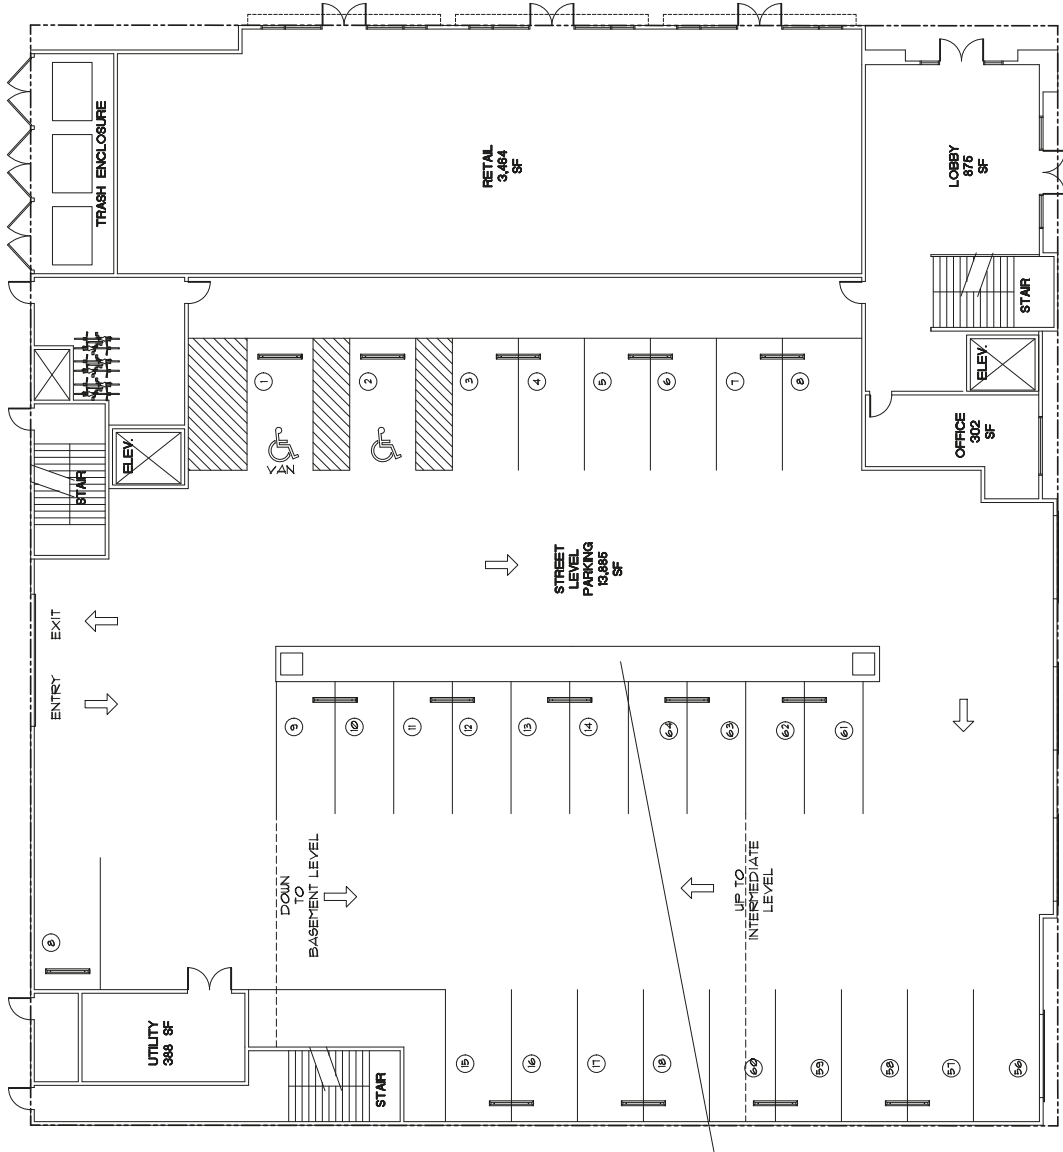 TRASH ENCLOSURE
RETAIL
3,464
SF
LOBBY
875
SF
STAIR
ELEV.
OFFICE
302
SF
1
2
3
4
5
6
7
8
VAN
ELEV.
STAIR
STREET
LEVEL
PARKING
13,885
SF
EXIT
ENTRY
9
10
11
12
13
14
64
63
62
61
DOWN
TO
BASEMENT LEVEL
UP TO
INTERMEDIATE
LEVEL
8
UTILITY
388 SF
STAIR
15
16
17
18
60
59
58
57
56